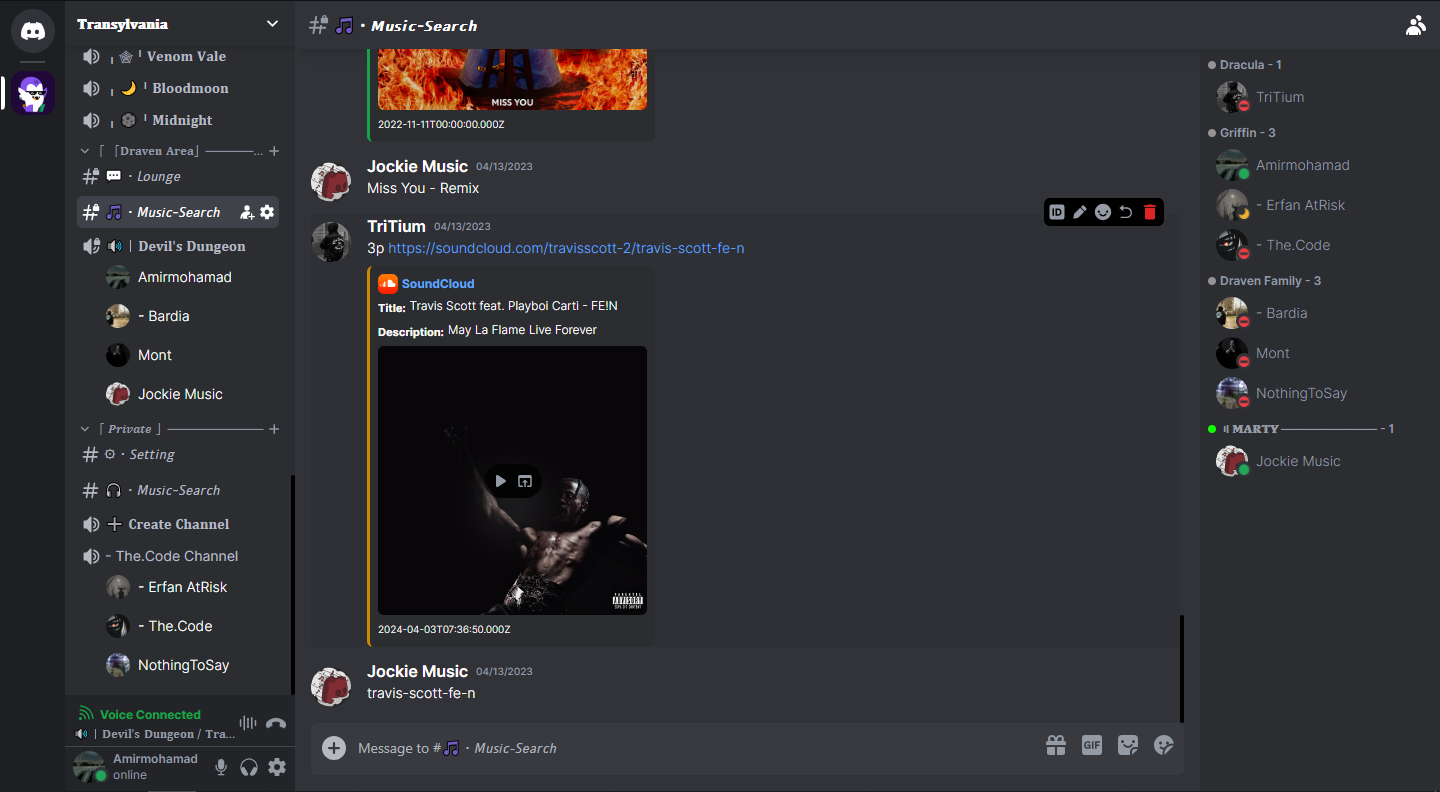 Transylvania
╷ 🕸 ╵ Venom Vale
╷ 🌙 ╵ Bloodmoon
╷ ╵ Midnight
⌈ ⌈Draven Area⌋ ————... +
💬 · Lounge
🎵 · Music-Search
🔊 | Devil's Dungeon
Amirmohamad
- Bardia
Mont
Jockie Music
⌈ Private ⌋ ———————— +
# ⚙ · Setting
# 🎧 · Music-Search
+ Create Channel
- The.Code Channel
- Erfan AtRisk
- The.Code
NothingToSay
Voice Connected
🔊 | Devil's Dungeon / Tra...
Amirmohamad
online
# 🎵 · Music-Search
MISS YOU
2022-11-11T00:00:00.000Z
Jockie Music 04/13/2023
Miss You - Remix
ID
TriTium 04/13/2023
3p https://soundcloud.com/travisscott-2/travis-scott-fe-n
SoundCloud
Title: Travis Scott feat. Playboi Carti - FE!N
Description: May La Flame Live Forever
PARENTAL
ADVISORY
EXPLICIT CONTENT
2024-04-03T07:36:50.000Z
Jockie Music 04/13/2023
travis-scott-fe-n
Message to #🎵 · Music-Search
GIF
Dracula - 1
TriTium
Griffin - 3
Amirmohamad
- Erfan AtRisk
- The.Code
Draven Family - 3
- Bardia
Mont
NothingToSay
MARTY ———————— - 1
Jockie Music